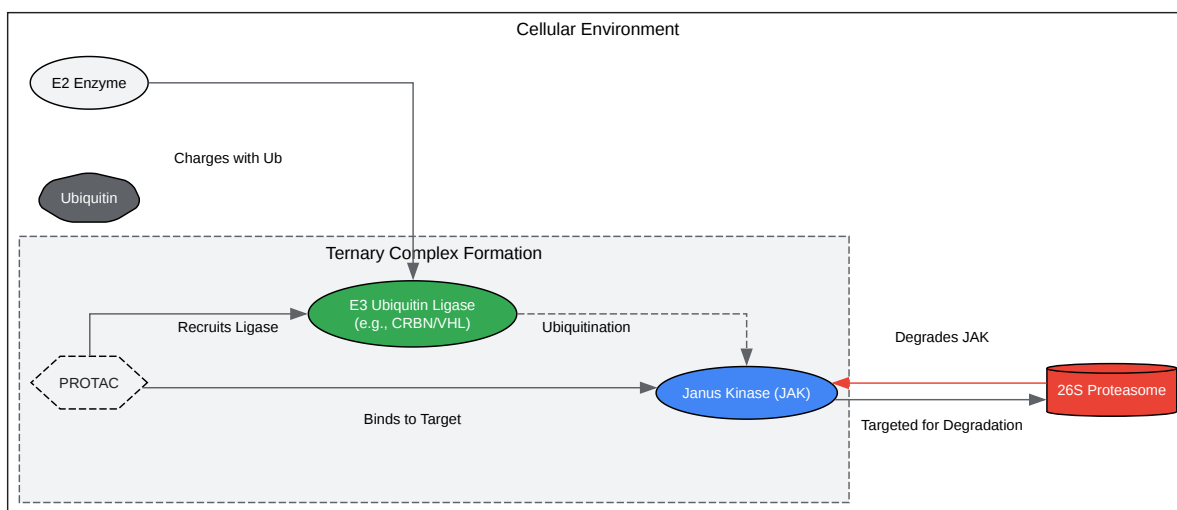 Cellular Environment
E2 Enzyme
Charges with Ub
Ubiquitin
Ternary Complex Formation
E3 Ubiquitin Ligase
(e.g., CRBN/VHL)
Recruits Ligase
Ubiquitination
Degrades JAK
PROTAC
Janus Kinase (JAK)
26S Proteasome
Binds to Target
Targeted for Degradation